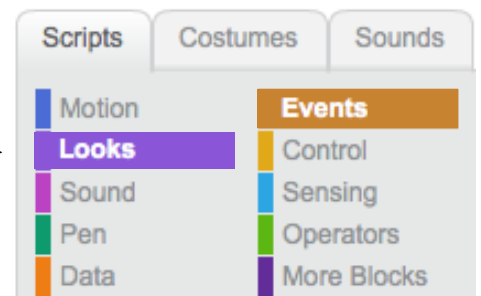 Scripts Costumes Sounds
Motion Events
Looks Control
Sound Sensing
Pen Operators
Data More Blocks